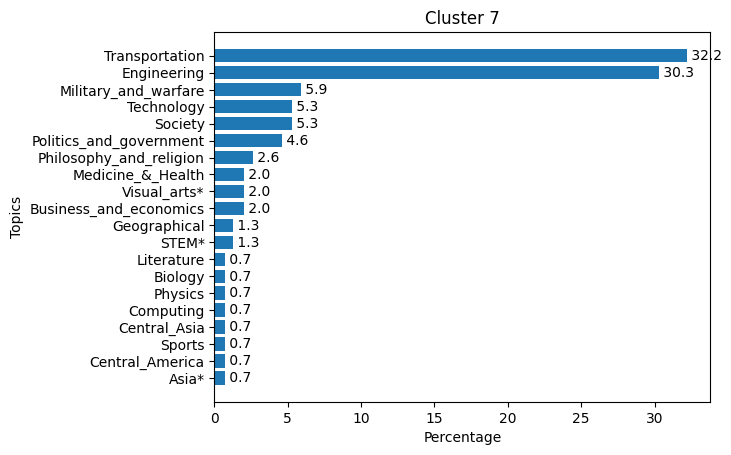 Cluster 7
Transportation 32.2
Engineering 30.3
Military_and_warfare 5.9
Technology 5.3
Society 5.3
Politics_and_government 4.6
Philosophy_and_religion 2.6
Medicine_&_Health 2.0
Visual_arts* 2.0
Business_and_economics 2.0
Geographical 1.3
STEM* 1.3
Literature 0.7
Biology 0.7
Physics 0.7
Computing 0.7
Central_Asia 0.7
Sports 0.7
Central_America 0.7
Asia* 0.7
Topics
0 5 10 15 20 25 30
Percentage